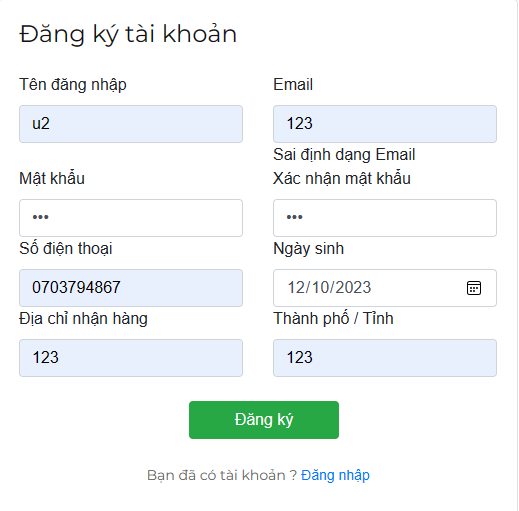 Đăng ký tài khoản
Tên đăng nhập Email
u2 123
Sai định dạng Email
Mật khẩu Xác nhận mật khẩu
••• •••
Số điện thoại Ngày sinh
0703794867 12/10/2023
Địa chỉ nhận hàng Thành phố / Tỉnh
123 123
Đăng ký
Bạn đã có tài khoản ? Đăng nhập